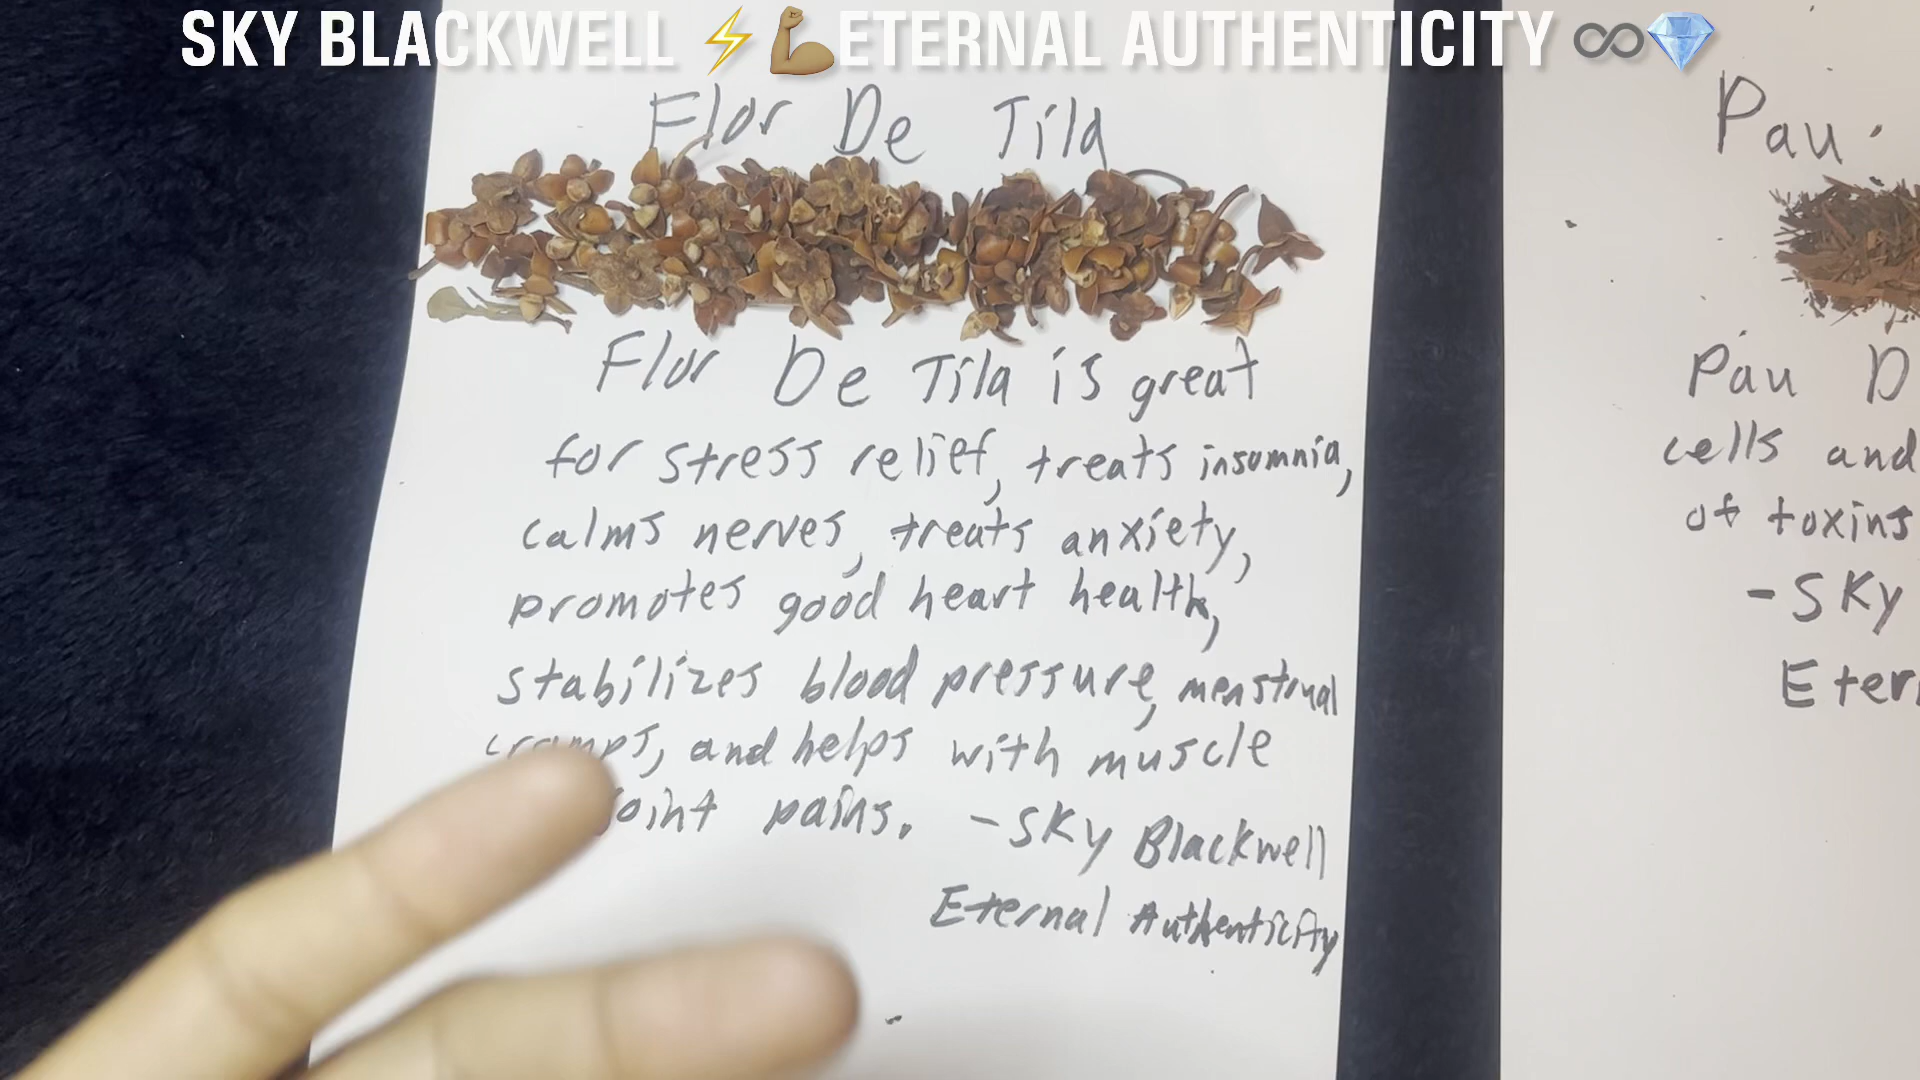 SKY BLACKWELL ⚡💪🏽ETERNAL AUTHENTICITY ♾💎
Flor De Tila
Flor De Tila is great
for stress relief, treats insomnia,
calms nerves, treats anxiety,
promotes good heart health,
stabilizes blood pressure, menstrual
cramps, and helps with muscle
pains. -Sky Blackwell
Eternal Authenticity
Pau
Pau D
cells and
of toxins
-Sky